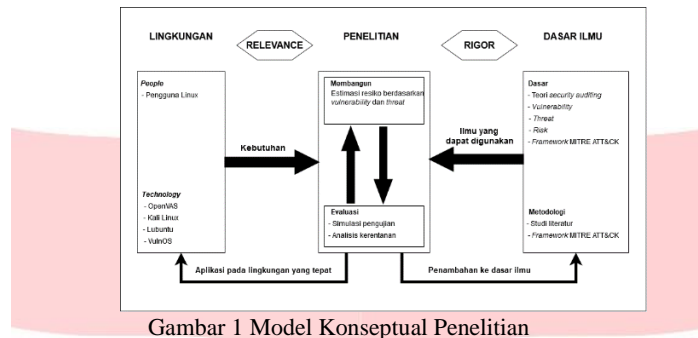 LINGKUNGAN
RELEVANCE
PENELITIAN
RIGOR
DASAR ILMU
People
- Pengguna Linux
Technology
- OpenVAS
- Kali Linux
- Lubuntu
- VulnOS
Kebutuhan
Membangun
Estimasi resiko berdasarkan
vulnerability dan threat
Evaluasi
- Simulasi pengujian
- Analisis kerentanan
Ilmu yang
dapat digunakan
Dasar
- Teori security auditing
- Vulnerability
- Threat
- Risk
- Framework MITRE ATT&CK
Metodologi
- Studi literatur
- Framework MITRE ATT&CK
Aplikasi pada lingkungan yang tepat
Penambahan ke dasar ilmu
Gambar 1 Model Konseptual Penelitian